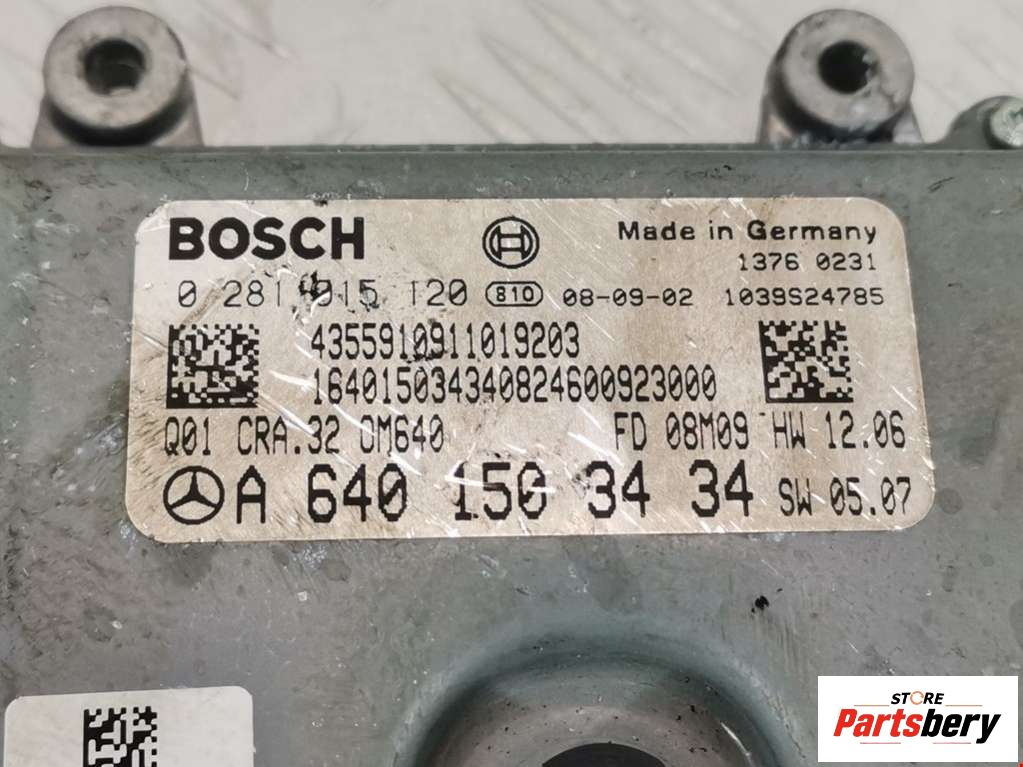 BOSCH Made in Germany
1376 0231
0 281 015 120 810 08-09-02 1039S24785
4355910911019203
164015034340824600923000
Q01 CRA.32 OM640 FD 08M09 HW 12.06
A 640 150 34 34 SW 05.07
STORE
Partsbery